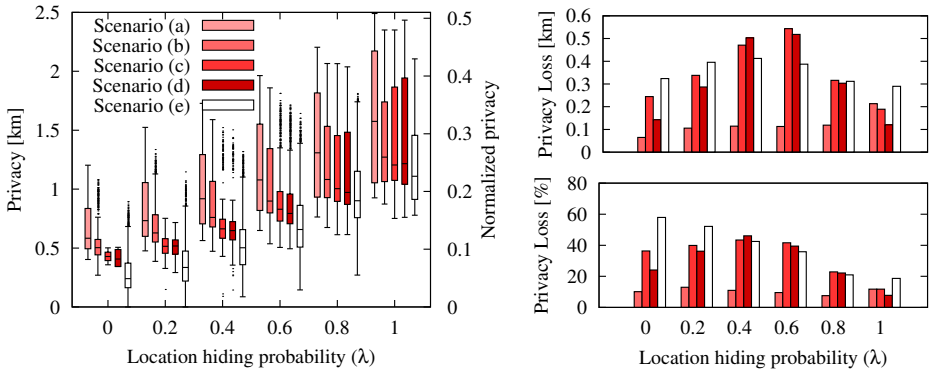 Scenario (a)
Scenario (b)
Scenario (c)
Scenario (d)
Scenario (e)
Privacy [km]
2.5
2
1.5
1
0.5
0
Normalized privacy
0.5
0.4
0.3
0.2
0.1
0
0 0.2 0.4 0.6 0.8 1
Location hiding probability (λ)
Privacy Loss [km]
0.6
0.5
0.4
0.3
0.2
0.1
0
Privacy Loss [%]
80
60
40
20
0
0 0.2 0.4 0.6 0.8 1
Location hiding probability (λ)